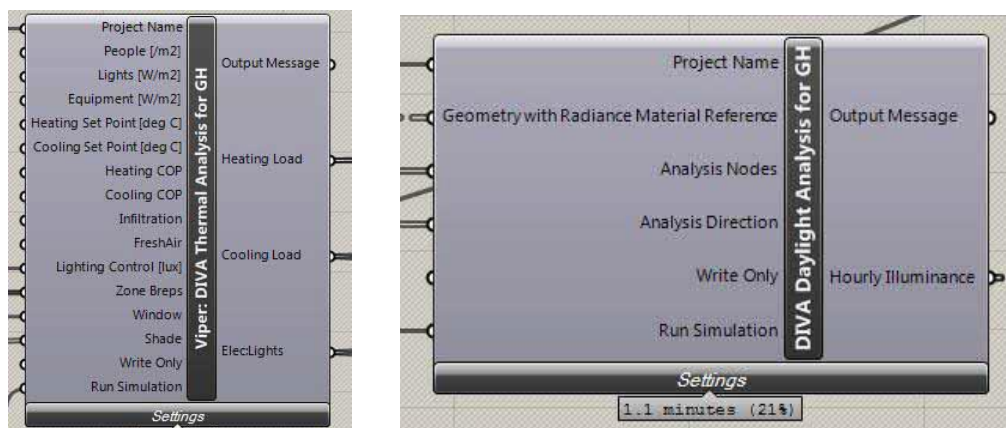 Project Name
People [/m2]
Lights [W/m2]
Equipment [W/m2]
Heating Set Point [deg C]
Cooling Set Point [deg C]
Heating COP
Cooling COP
Infiltration
FreshAir
Lighting Control [lux]
Zone Breps
Window
Shade
Write Only
Run Simulation
Viper: DIVA Thermal Analysis for GH
Output Message
Heating Load
Cooling Load
Elec:Lights
Settings
Project Name
Geometry with Radiance Material Reference
Analysis Nodes
Analysis Direction
Write Only
Run Simulation
DIVA Daylight Analysis for GH
Output Message
Hourly Illuminance
Settings
1.1 minutes (21%)